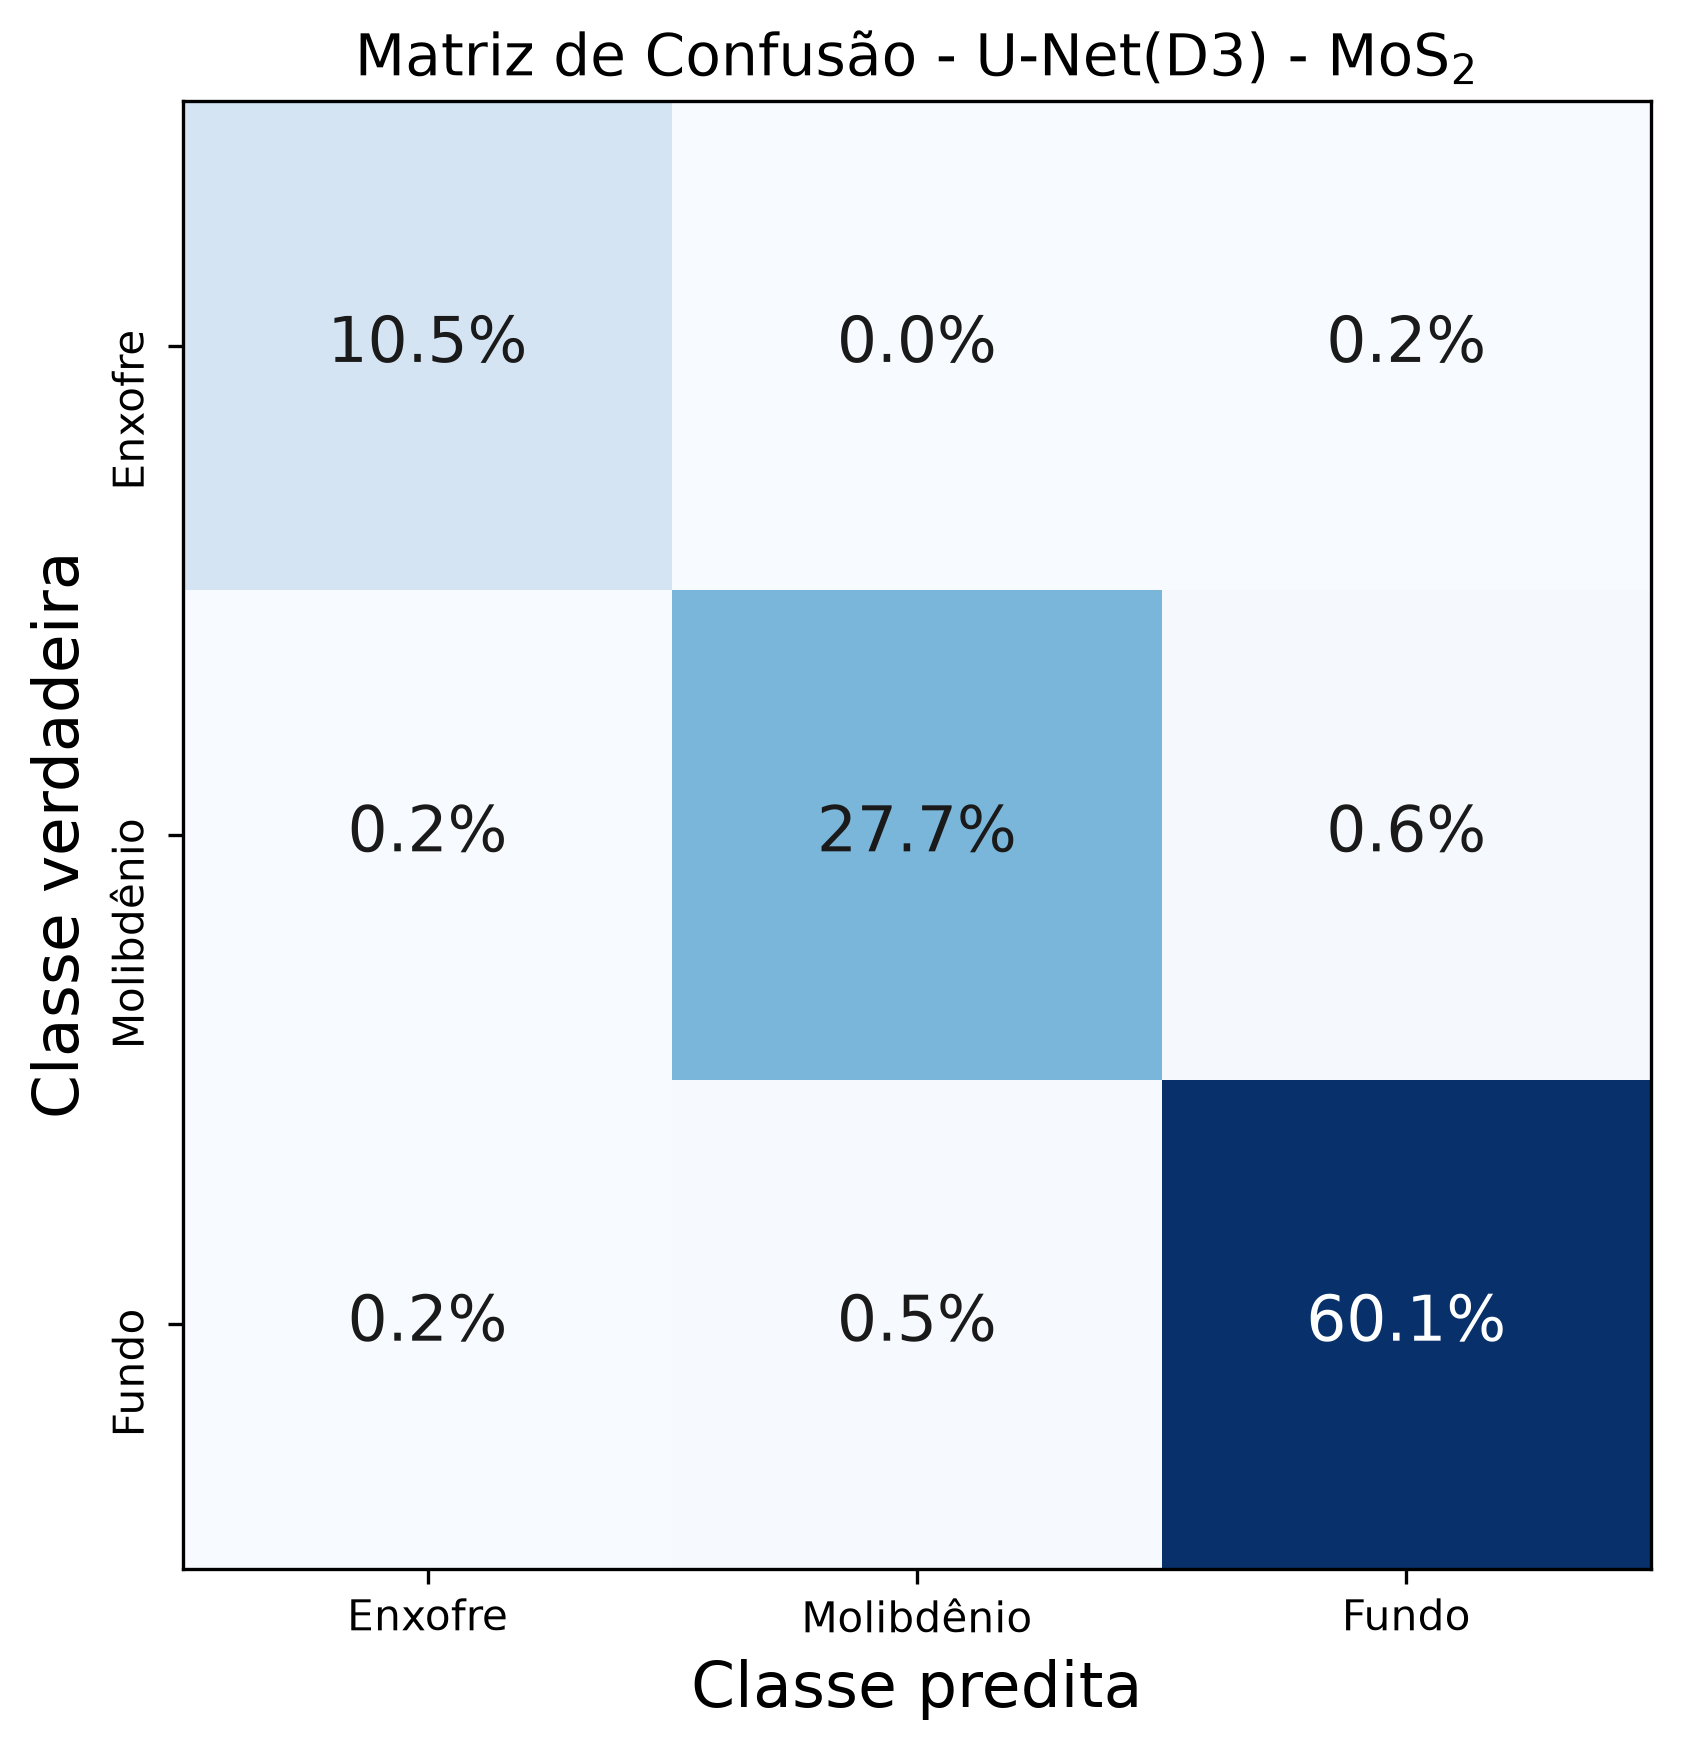 Matriz de Confusão - U-Net(D3) - MoS₂
Classe verdadeira
Enxofre
10.5%
0.0%
0.2%
Molibdênio
0.2%
27.7%
0.6%
Fundo
0.2%
0.5%
60.1%
Enxofre
Molibdênio
Fundo
Classe predita